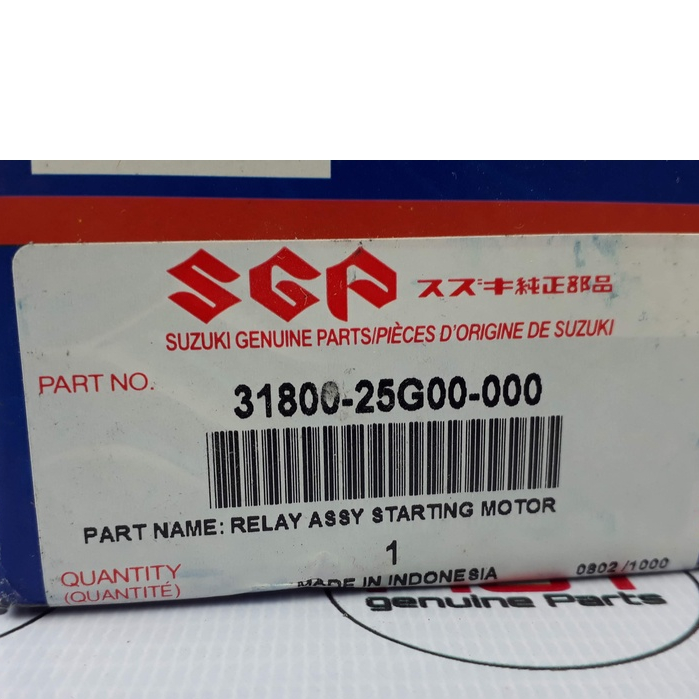 SGP スズキ純正部品
SUZUKI GENUINE PARTS/PIÈCES D'ORIGINE DE SUZUKI
PART NO. 31800-25G00-000
PART NAME: RELAY ASSY STARTING MOTOR
QUANTITY 1
(QUANTITÉ) MADE IN INDONESIA 0802/1000
genuine Parts